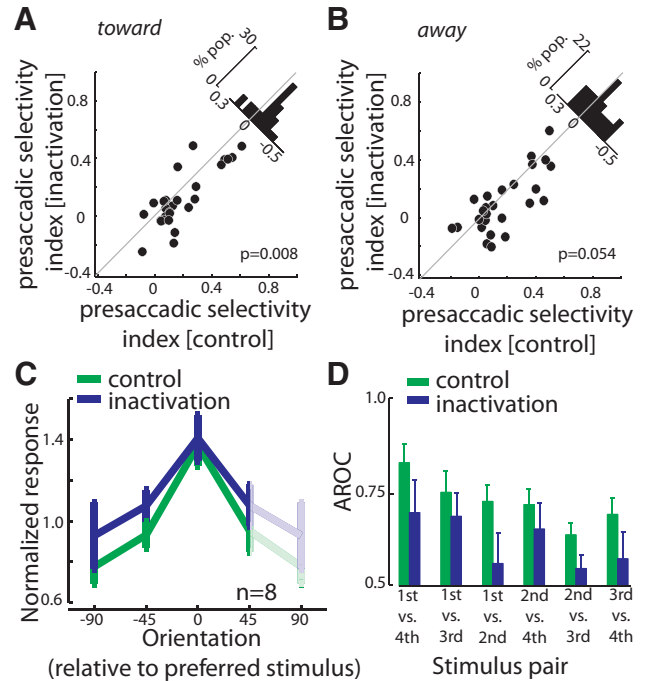 A
toward
% pop.
30
0
0.3
0
-0.5
0.8
0.4
0
-0.4
presaccadic selectivity
index [inactivation]
p=0.008
-0.4
0
0.4
0.8
presaccadic selectivity
index [control]
B
away
% pop.
22
0
0.3
0
-0.5
0.8
0.4
0
-0.4
presaccadic selectivity
index [inactivation]
p=0.054
-0.4
0
0.4
0.8
presaccadic selectivity
index [control]
C
control
inactivation
Normalized response
1.4
1.0
0.6
n=8
-90
-45
0
45
90
Orientation
(relative to preferred stimulus)
D
control
inactivation
AROC
1.0
0.75
0.5
1st
vs.
4th
1st
vs.
3rd
1st
vs.
2nd
2nd
vs.
4th
2nd
vs.
3rd
3rd
vs.
4th
Stimulus pair